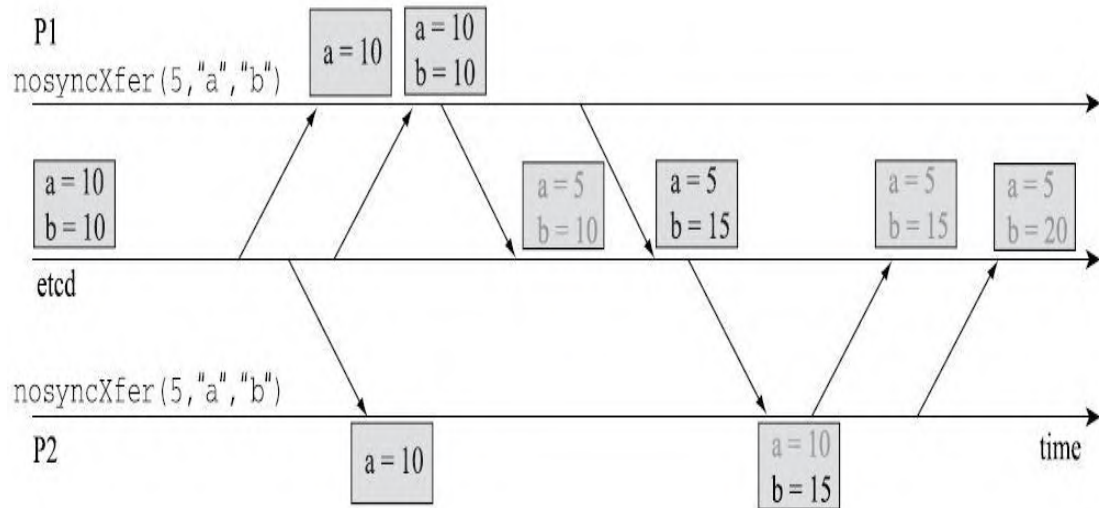 P1
nosyncXfer(5,"a","b")
a = 10
a = 10
b = 10
a = 10
b = 10
a = 5
b = 10
a = 5
b = 15
a = 5
b = 15
a = 5
b = 20
etcd
nosyncXfer(5,"a","b")
P2
a = 10
a = 10
b = 15
time